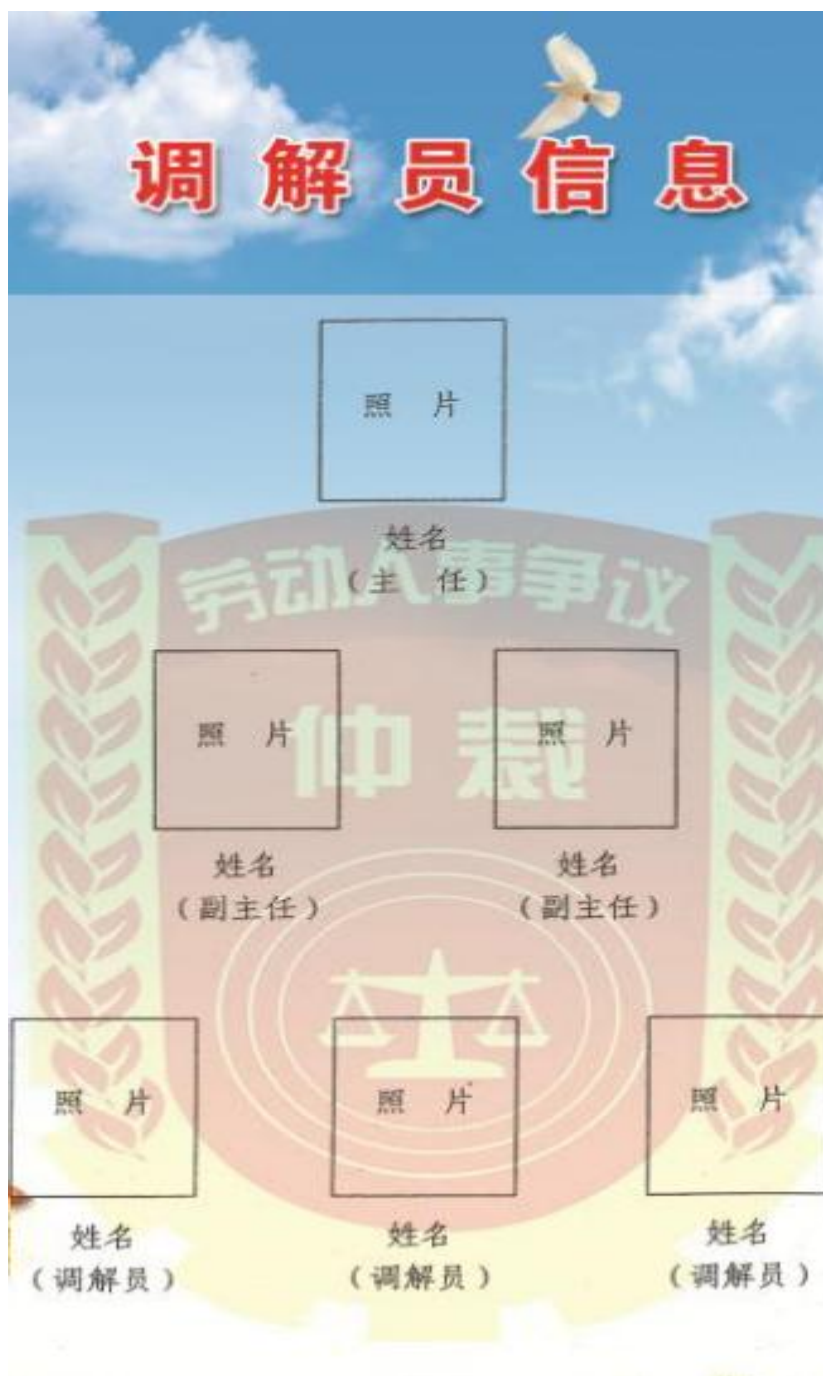 调解员信息
照 片
姓名
(主 任)
劳动人事争议
仲裁
照 片 照 片
姓名 姓名
(副主任) (副主任)
照 片 照 片 照 片
姓名 姓名 姓名
(调解员) (调解员) (调解员)